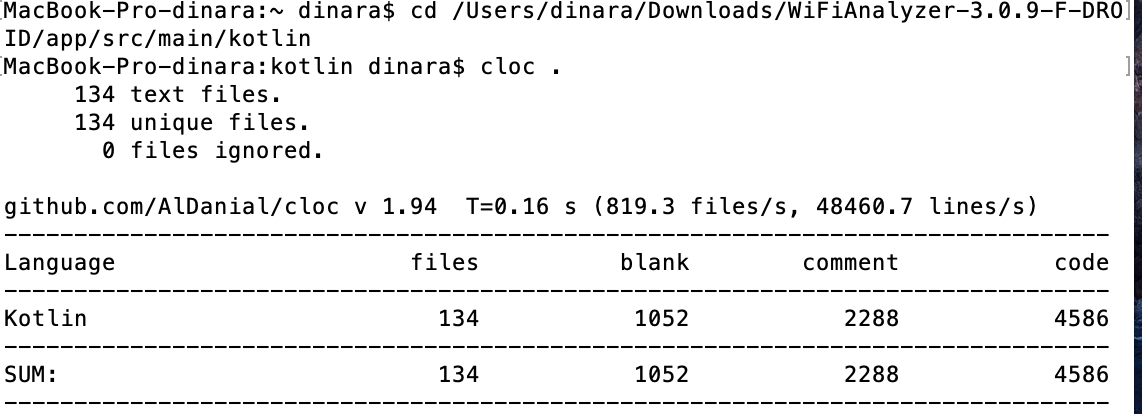 [MacBook-Pro-dinara:~ dinara$ cd /Users/dinara/Downloads/WiFiAnalyzer-3.0.9-F-DRO]
ID/app/src/main/kotlin
[MacBook-Pro-dinara:kotlin dinara$ cloc . ]
     134 text files.
     134 unique files.
       0 files ignored.

github.com/AlDanial/cloc v 1.94  T=0.16 s (819.3 files/s, 48460.7 lines/s)
-------------------------------------------------------------------------------
Language                     files          blank        comment           code
-------------------------------------------------------------------------------
Kotlin                         134           1052           2288           4586
-------------------------------------------------------------------------------
SUM:                           134           1052           2288           4586
-------------------------------------------------------------------------------